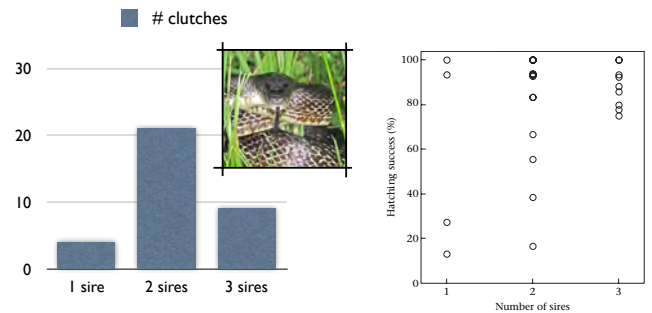 # clutches
30
20
10
0
1 sire
2 sires
3 sires
100
80
60
40
20
0
Hatching success (%)
1
2
3
Number of sires